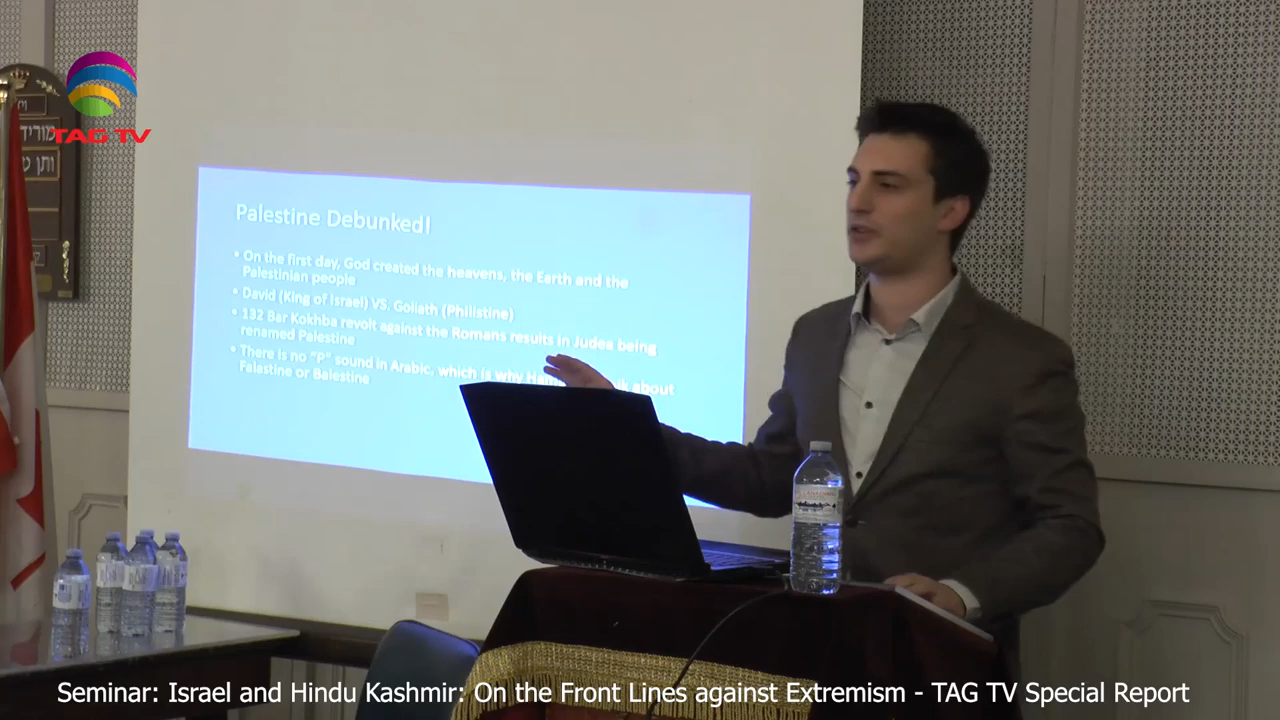 TAG TV
מוריד
Palestine Debunked!
• On the first day, God created the heavens, the Earth and the
Palestinian people
• David (King of Israel) VS. Goliath (Philistine)
• 132 Bar Kokhba revolt against the Romans results in Judea being
renamed Palestine
• There is no "P" sound in Arabic, which is why about
Falastine or Balestine
Seminar: Israel and Hindu Kashmir: On the Front Lines against Extremism - TAG TV Special Report